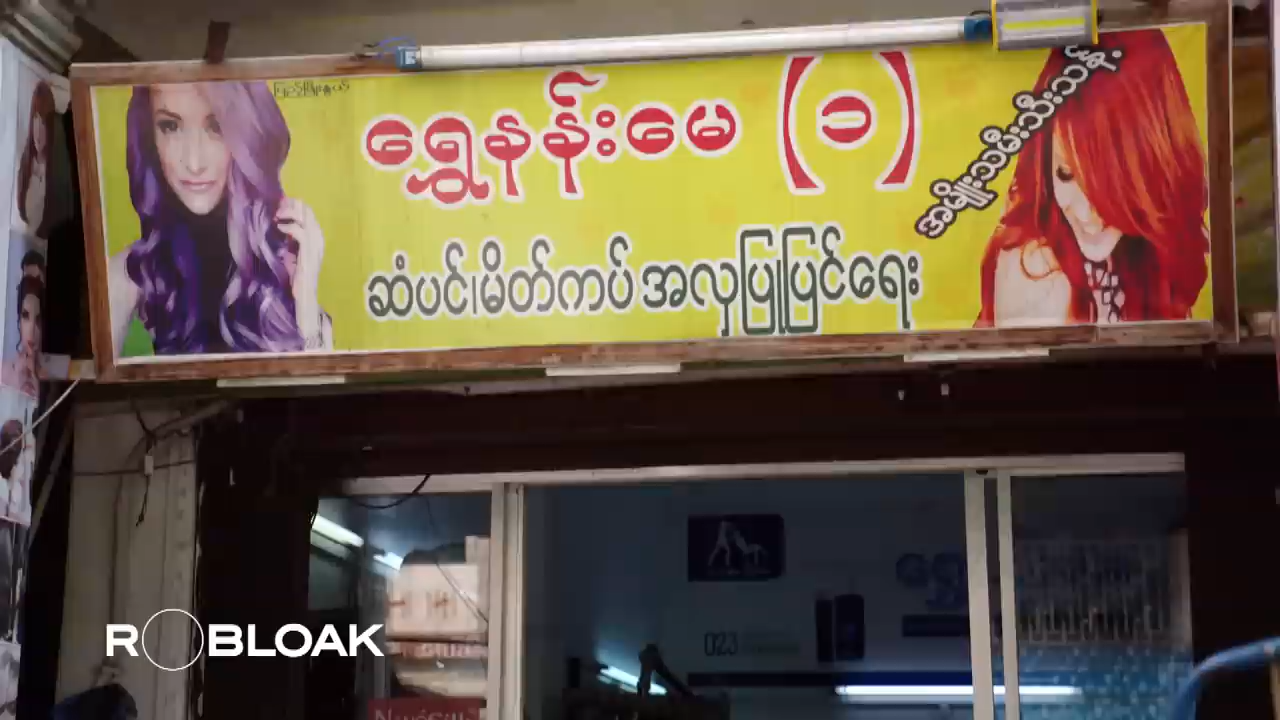 ရွှေနန်းမေ (၁)
အမျိုးသမီးသီးသန့်
ဆံပင်၊မိတ်ကပ်အလှပြုပြင်ရေး
023
ROBLOAK